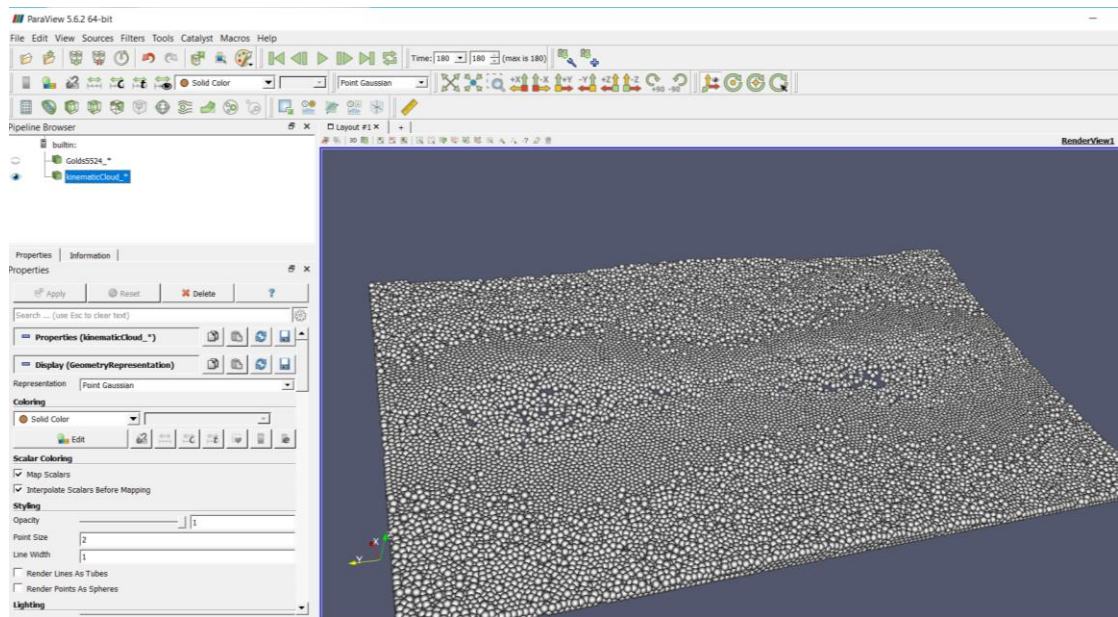 ParaView 5.6.2 64-bit
File Edit View Sources Filters Tools Catalyst Macros Help
Time: 180 180 (max is 180)
Solid Color Point Gaussian +X -X +Y -Y +Z -Z +90 -90
Pipeline Browser
Layout #1 +
3D
RenderView1
builtin:
Golds5524_*
kinematicCloud_*
Properties Information
Properties
Apply Reset Delete ?
Search ... (use Esc to clear text)
Properties (kinematicCloud_*)
Display (GeometryRepresentation)
Representation Point Gaussian
Coloring
Solid Color
Edit
Scalar Coloring
Map Scalars
Interpolate Scalars Before Mapping
Styling
Opacity 1
Point Size 2
Line Width 1
Render Lines As Tubes
Render Points As Spheres
Lighting
X
Y